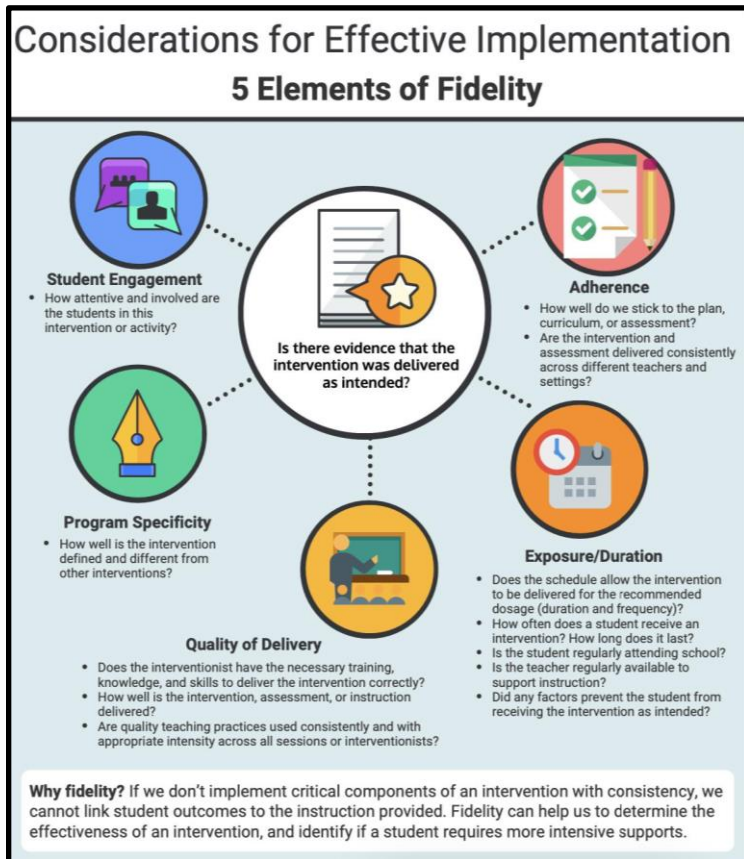 Considerations for Effective Implementation
5 Elements of Fidelity
Is there evidence that the
intervention was delivered
as intended?
Student Engagement
• How attentive and involved are
the students in this
intervention or activity?
Adherence
• How well do we stick to the plan,
curriculum, or assessment?
• Are the intervention and
assessment delivered consistently
across different teachers and
settings?
Program Specificity
• How well is the intervention
defined and different from
other interventions?
Exposure/Duration
• Does the schedule allow the intervention
to be delivered for the recommended
dosage (duration and frequency)?
• How often does a student receive an
intervention? How long does it last?
• Is the student regularly attending school?
• Is the teacher regularly available to
support instruction?
• Did any factors prevent the student from
receiving the intervention as intended?
Quality of Delivery
• Does the interventionist have the necessary training,
knowledge, and skills to deliver the intervention correctly?
• How well is the intervention, assessment, or instruction
delivered?
• Are quality teaching practices used consistently and with
appropriate intensity across all sessions or interventionists?
Why fidelity? If we don't implement critical components of an intervention with consistency, we
cannot link student outcomes to the instruction provided. Fidelity can help us to determine the
effectiveness of an intervention, and identify if a student requires more intensive supports.